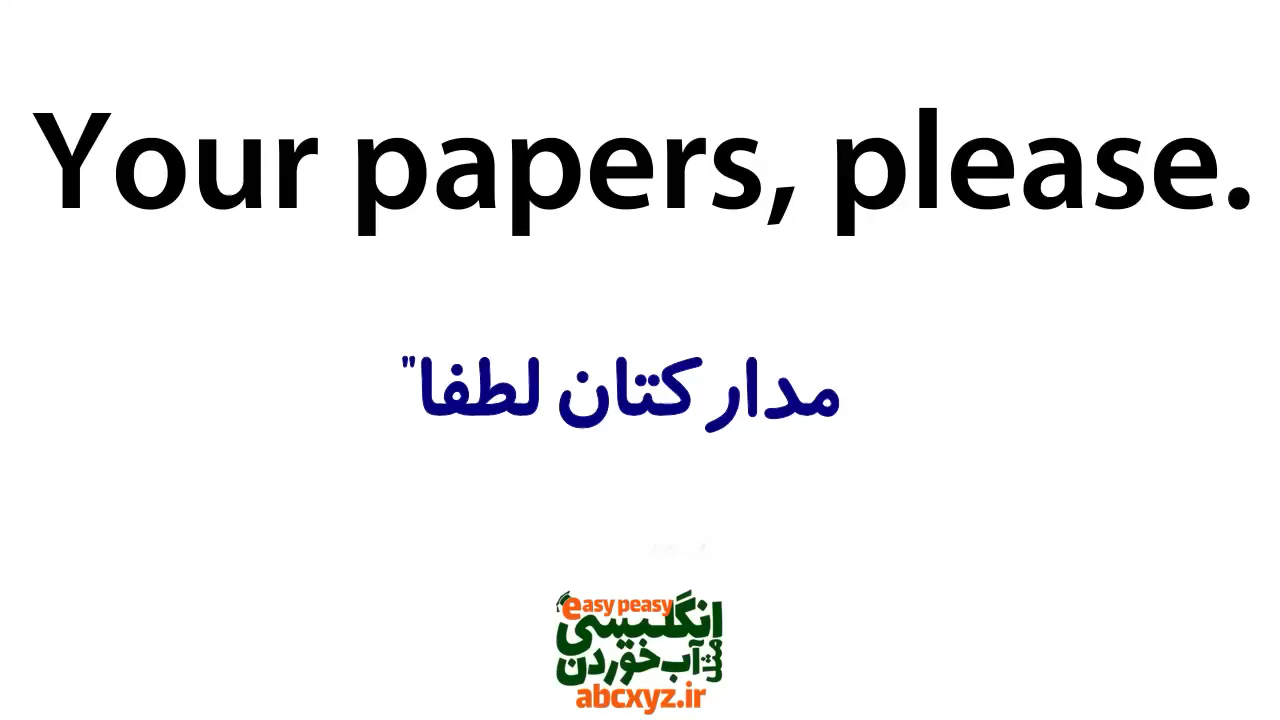 Your papers, please.
مدارکتان لطفا"
easy peasy
انگلیسی
مثل آب خوردن
abcxyz.ir